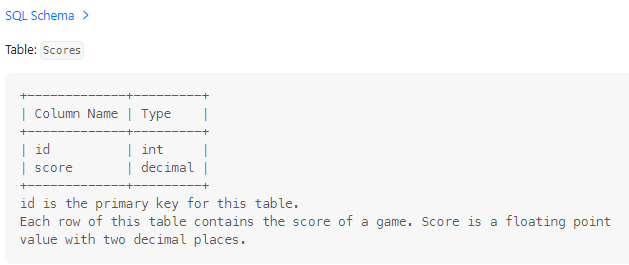 SQL Schema >
Table: Scores
+-------------+---------+
| Column Name | Type    |
+-------------+---------+
| id          | int     |
| score       | decimal |
+-------------+---------+
id is the primary key for this table.
Each row of this table contains the score of a game. Score is a floating point
value with two decimal places.